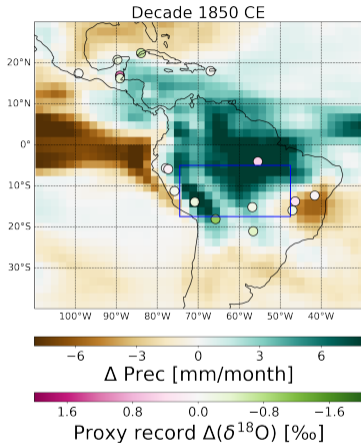 Decade 1850 CE
20°N
10°N
0°
10°S
20°S
30°S
100°W 90°W 80°W 70°W 60°W 50°W 40°W
−6 −3 0 3 6
Δ Prec [mm/month]
1.6 0.8 0.0 −0.8 −1.6
Proxy record Δ(δ¹⁸O) [‰]